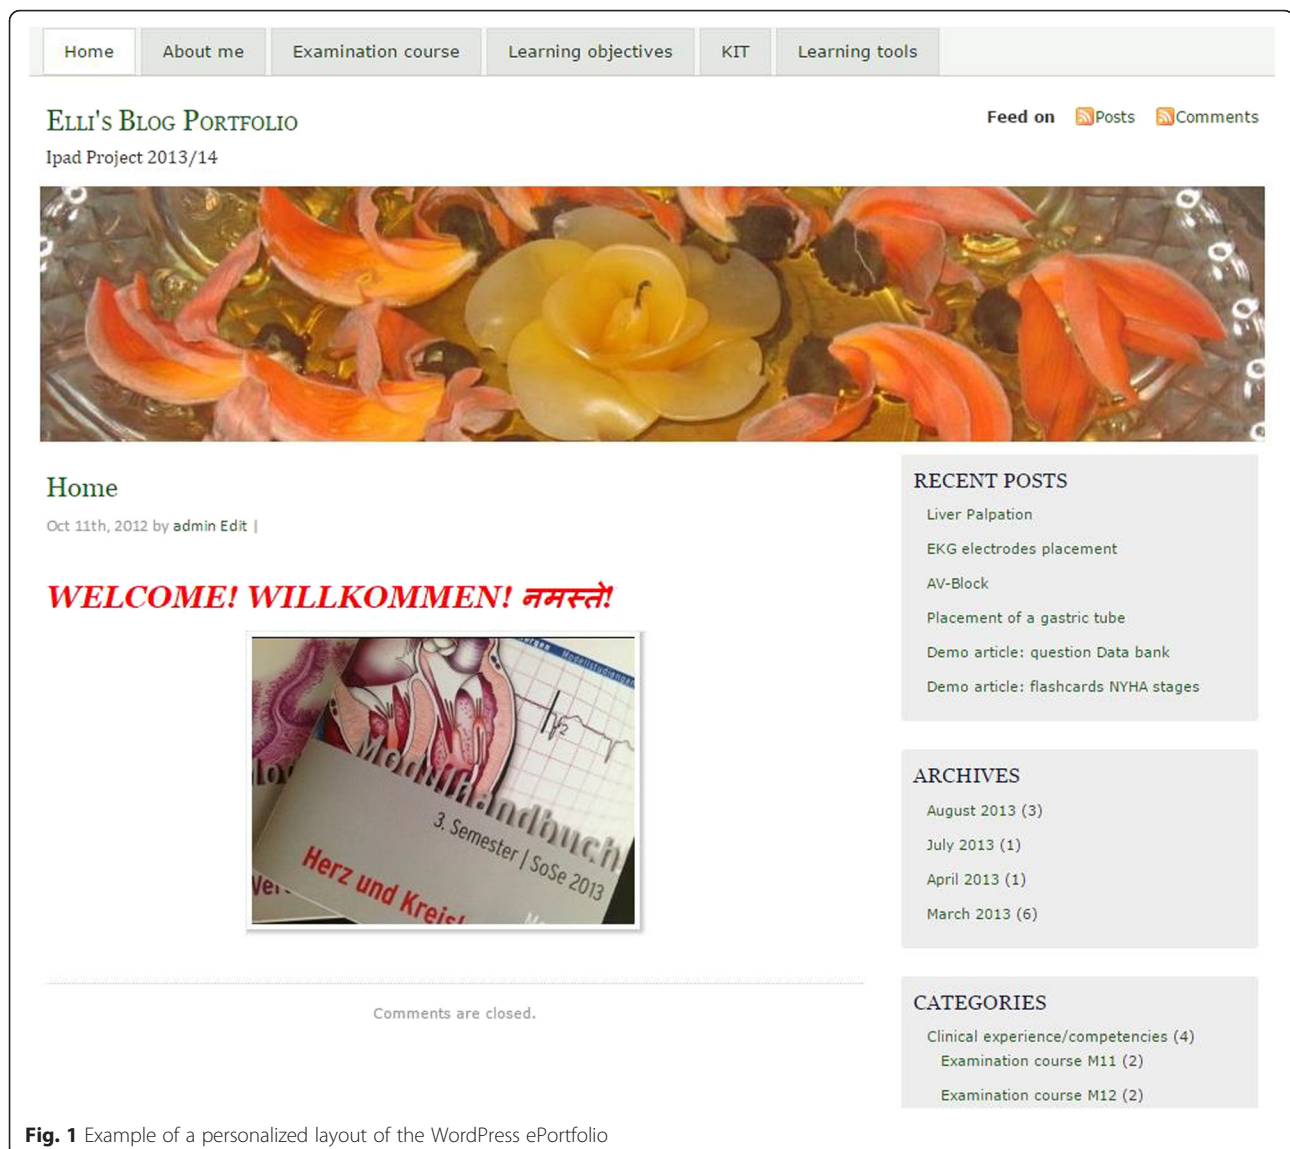 Home
About me
Examination course
Learning objectives
KIT
Learning tools
Elli's Blog Portfolio
Feed on Posts Comments
Ipad Project 2013/14
Home
Oct 11th, 2012 by admin Edit |
WELCOME! WILLKOMMEN! नमस्ते!
Modulhandbuch
3. Semester | SoSe 2013
Herz und
Comments are closed.
RECENT POSTS
Liver Palpation
EKG electrodes placement
AV-Block
Placement of a gastric tube
Demo article: question Data bank
Demo article: flashcards NYHA stages
ARCHIVES
August 2013 (3)
July 2013 (1)
April 2013 (1)
March 2013 (6)
CATEGORIES
Clinical experience/competencies (4)
Examination course M11 (2)
Examination course M12 (2)
Fig. 1 Example of a personalized layout of the WordPress ePortfolio